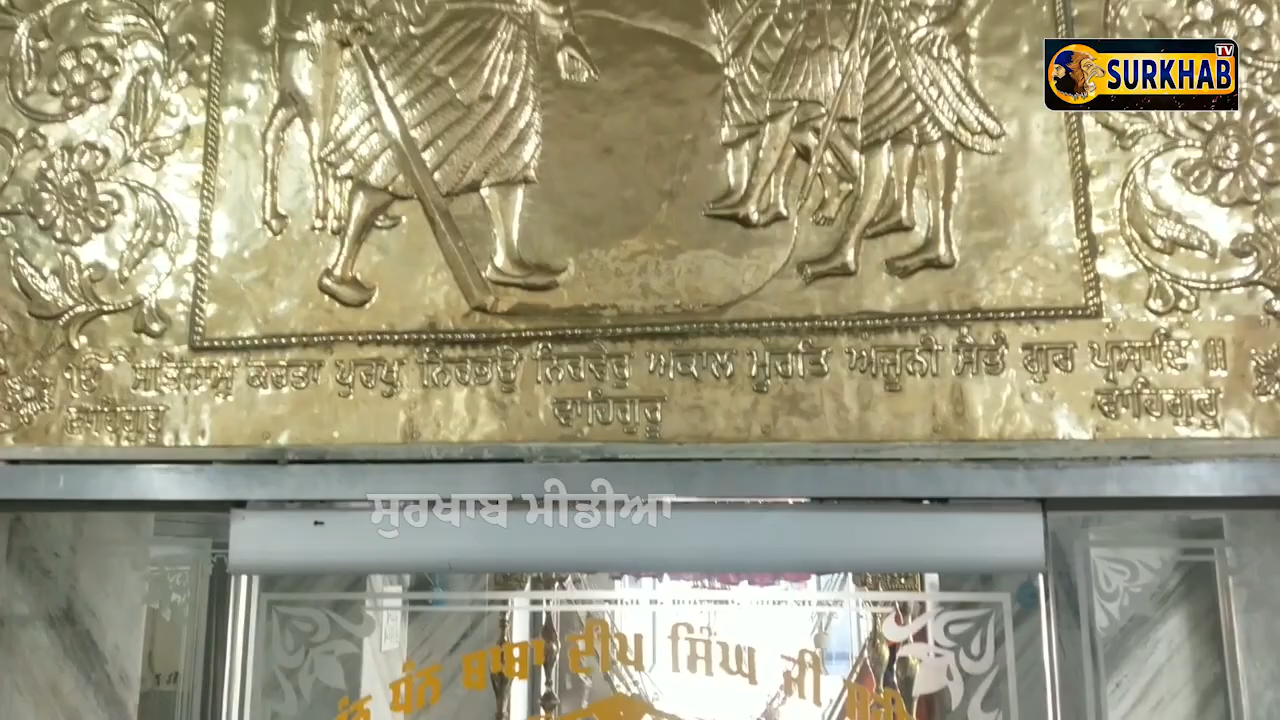 SURKHAB TV
ੴ ਸਤਿਨਾਮੁ ਕਰਤਾ ਪੁਰਖੁ ਨਿਰਭਉ ਨਿਰਵੈਰੁ ਅਕਾਲ ਮੂਰਤਿ ਅਜੂਨੀ ਸੈਭੰ ਗੁਰ ਪ੍ਰਸਾਦਿ ॥
ਵਾਹਿਗੁਰੂ ਵਾਹਿਗੁਰੂ ਵਾਹਿਗੁਰੂ
ਸੁਰਖਾਬ ਮੀਡੀਆ
ਧੰਨ ਬਾਬਾ ਦੀਪ ਸਿੰਘ ਜੀ